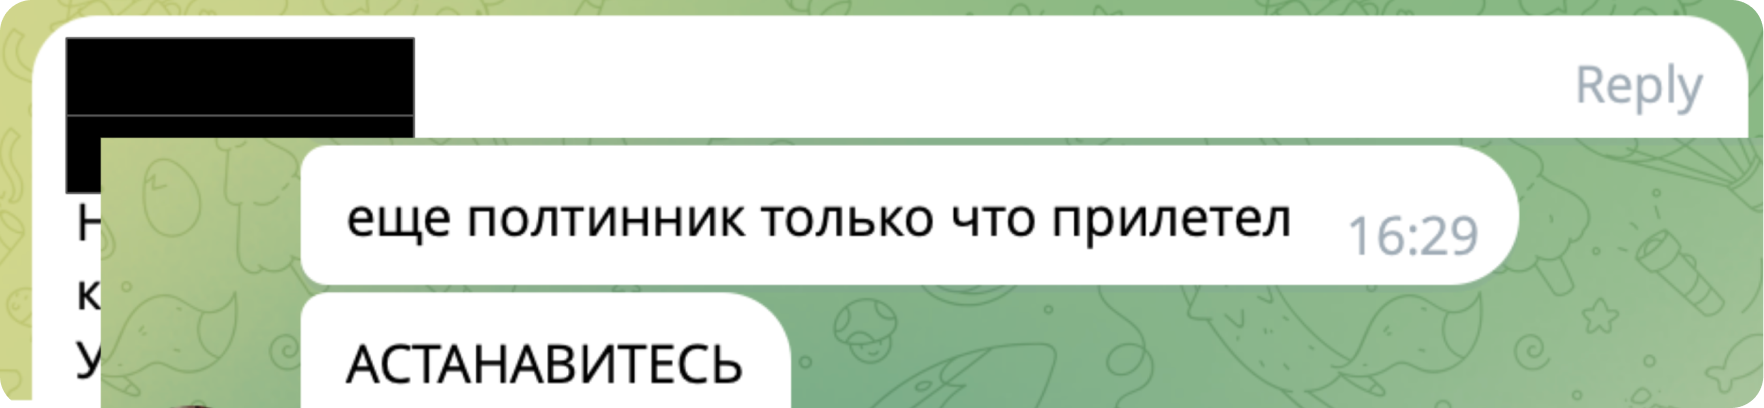 Reply
еще полтинник только что прилетел 16:29
АСТАНАВИТЕСЬ
Н
к
У